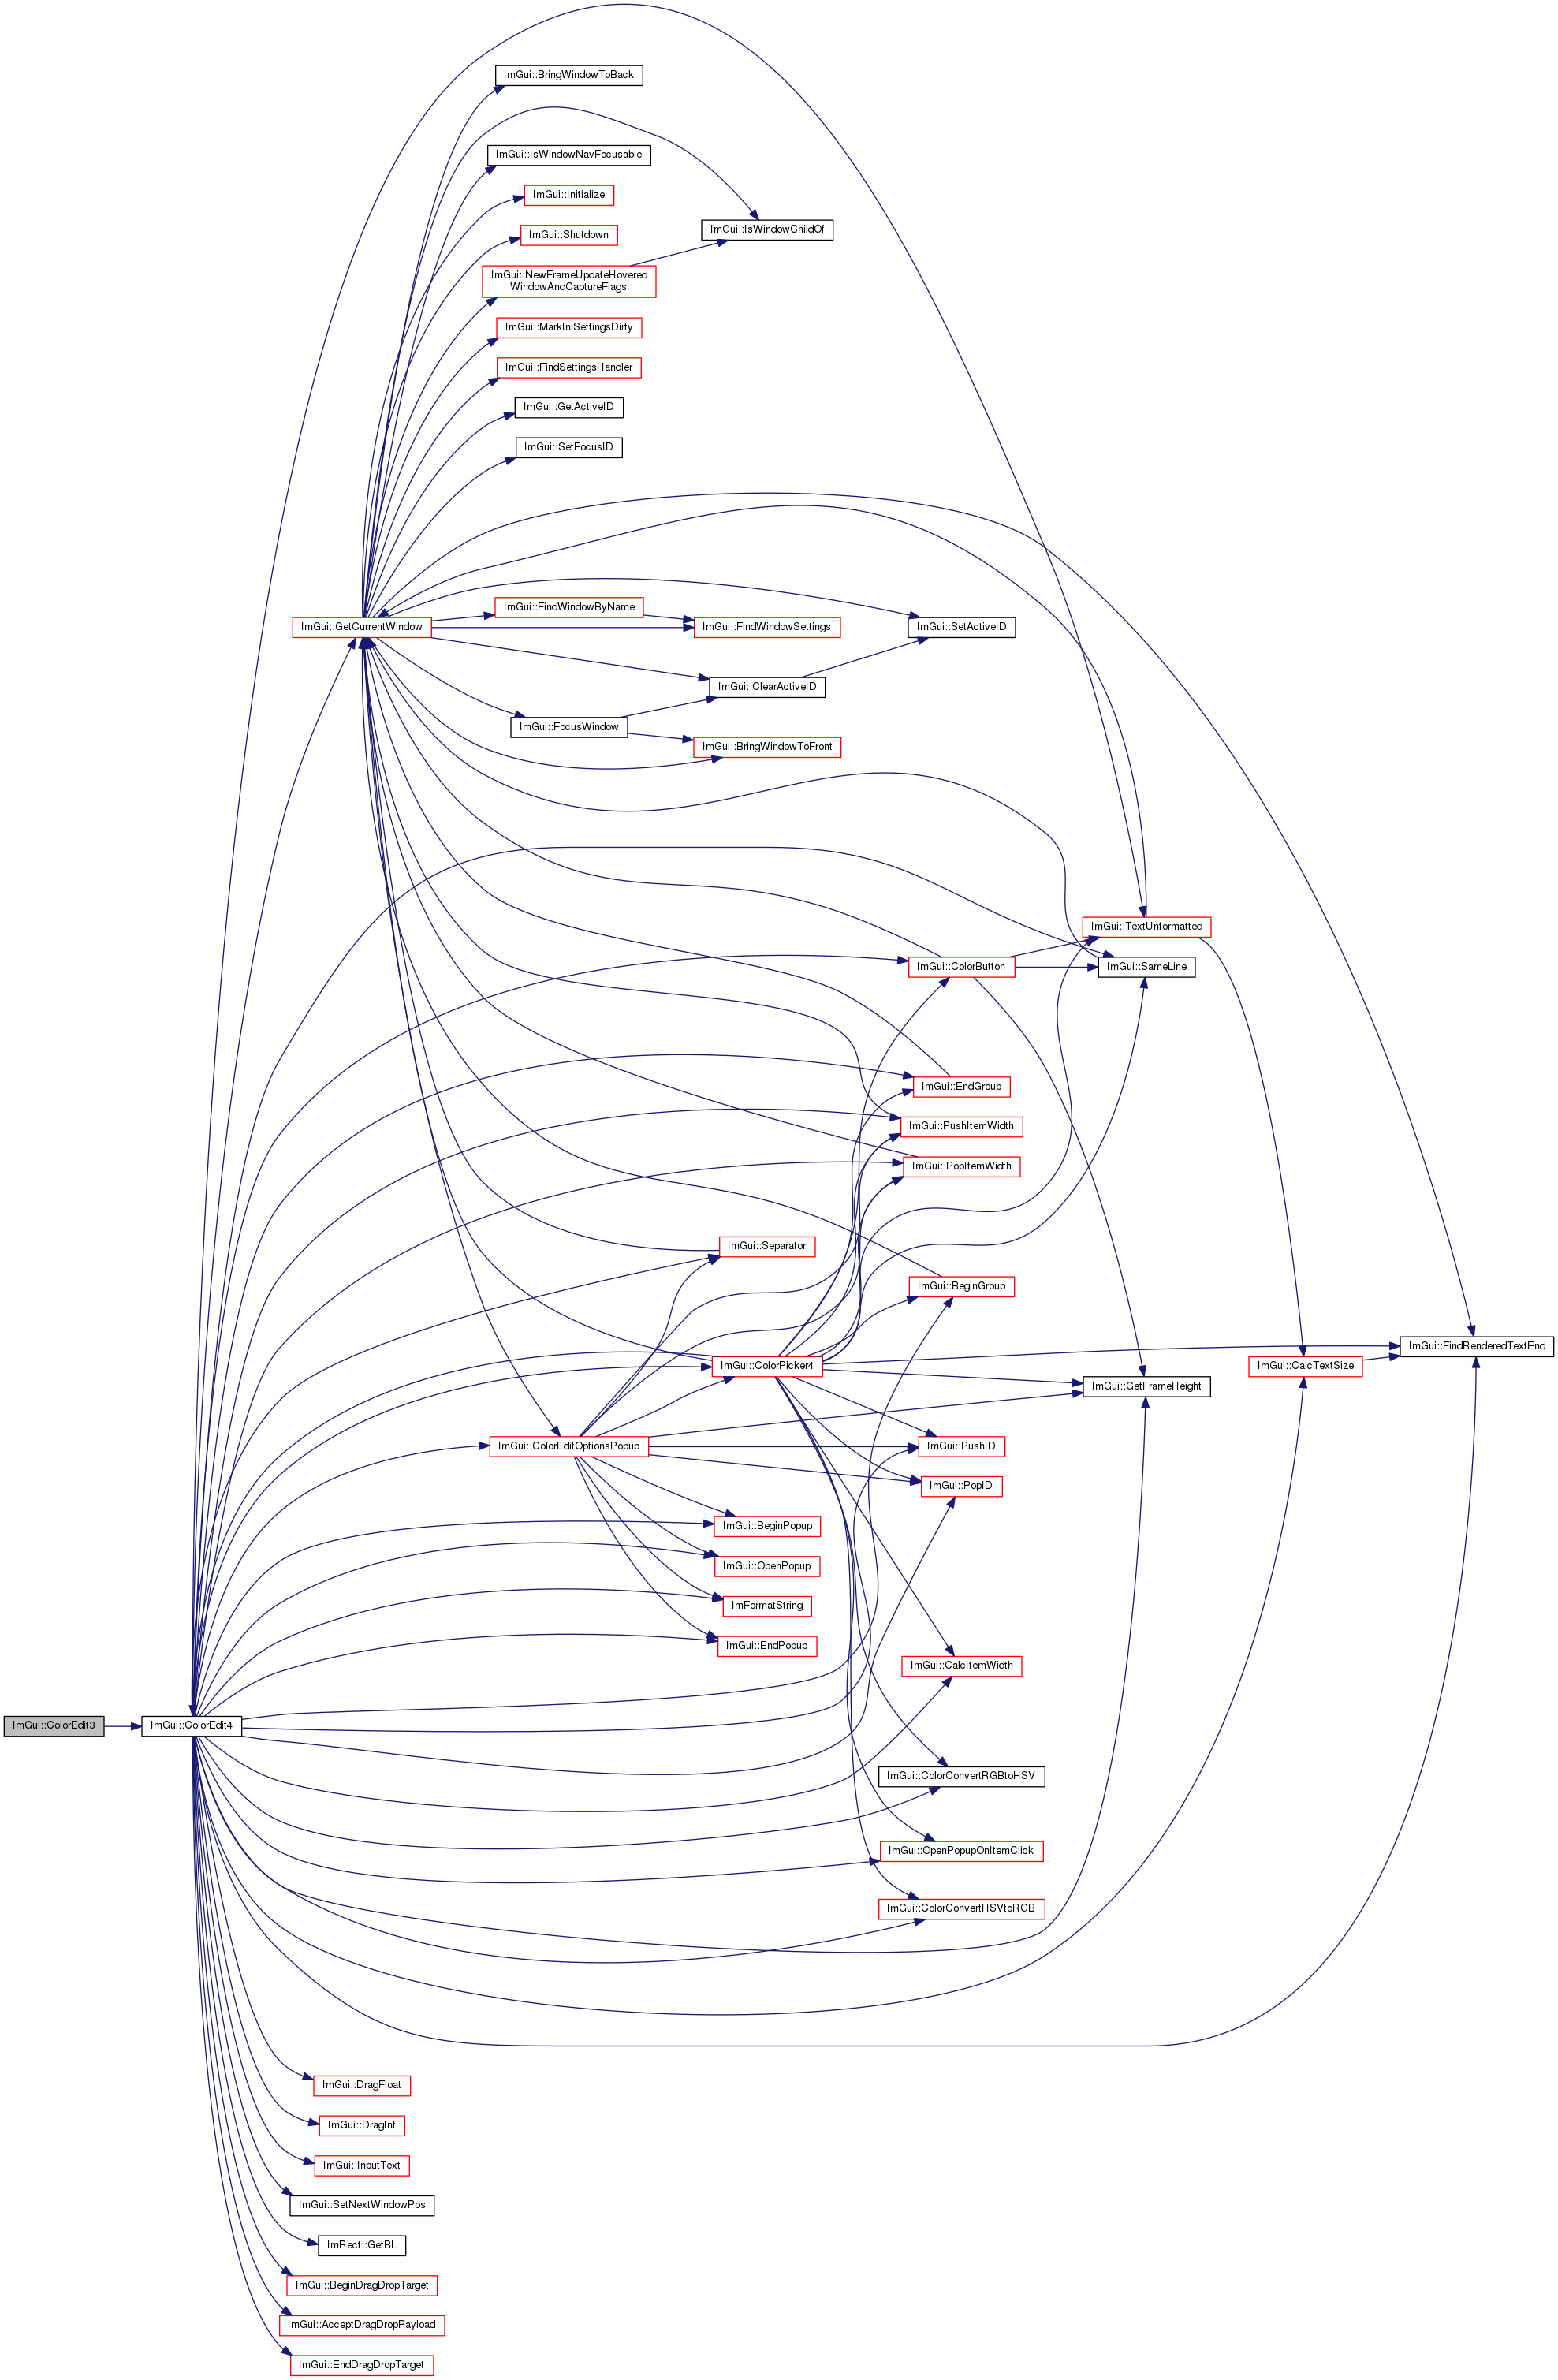 ImGui::BringWindowToBack
ImGui::IsWindowNavFocusable
ImGui::Initialize
ImGui::IsWindowChildOf
ImGui::Shutdown
ImGui::NewFrameUpdateHovered
WindowAndCaptureFlags
ImGui::MarkIniSettingsDirty
ImGui::FindSettingsHandler
ImGui::GetActiveID
ImGui::SetFocusID
ImGui::FindWindowByName
ImGui::GetCurrentWindow
ImGui::FindWindowSettings
ImGui::SetActiveID
ImGui::ClearActiveID
ImGui::FocusWindow
ImGui::BringWindowToFront
ImGui::TextUnformatted
ImGui::ColorButton
ImGui::SameLine
ImGui::EndGroup
ImGui::PushItemWidth
ImGui::PopItemWidth
ImGui::Separator
ImGui::BeginGroup
ImGui::FindRenderedTextEnd
ImGui::ColorPicker4
ImGui::CalcTextSize
ImGui::GetFrameHeight
ImGui::ColorEditOptionsPopup
ImGui::PushID
ImGui::PopID
ImGui::BeginPopup
ImGui::OpenPopup
ImFormatString
ImGui::EndPopup
ImGui::CalcItemWidth
ImGui::ColorEdit3
ImGui::ColorEdit4
ImGui::ColorConvertRGBtoHSV
ImGui::OpenPopupOnItemClick
ImGui::ColorConvertHSVtoRGB
ImGui::DragFloat
ImGui::DragInt
ImGui::InputText
ImGui::SetNextWindowPos
ImRect::GetBL
ImGui::BeginDragDropTarget
ImGui::AcceptDragDropPayload
ImGui::EndDragDropTarget